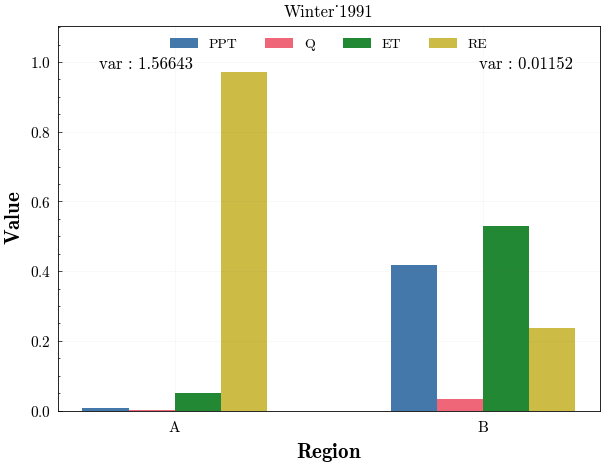 Winter˙1991
PPT Q ET RE
var : 1.56643 var : 0.01152
1.0
0.8
0.6
0.4
0.2
0.0
Value
A B
Region